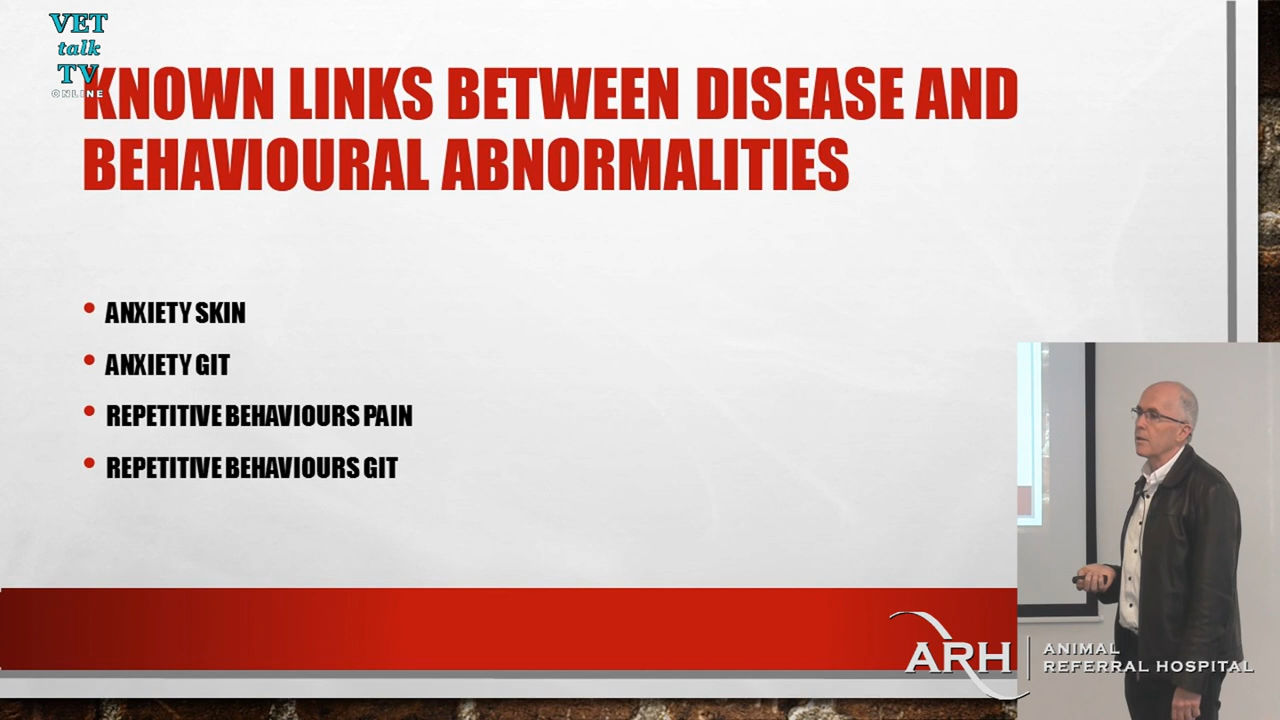 VET
talk
TV
ONLINE
KNOWN LINKS BETWEEN DISEASE AND
BEHAVIOURAL ABNORMALITIES
• ANXIETY SKIN
• ANXIETY GIT
• REPETITIVE BEHAVIOURS PAIN
• REPETITIVE BEHAVIOURS GIT
ARH
ANIMAL
REFERRAL HOSPITAL